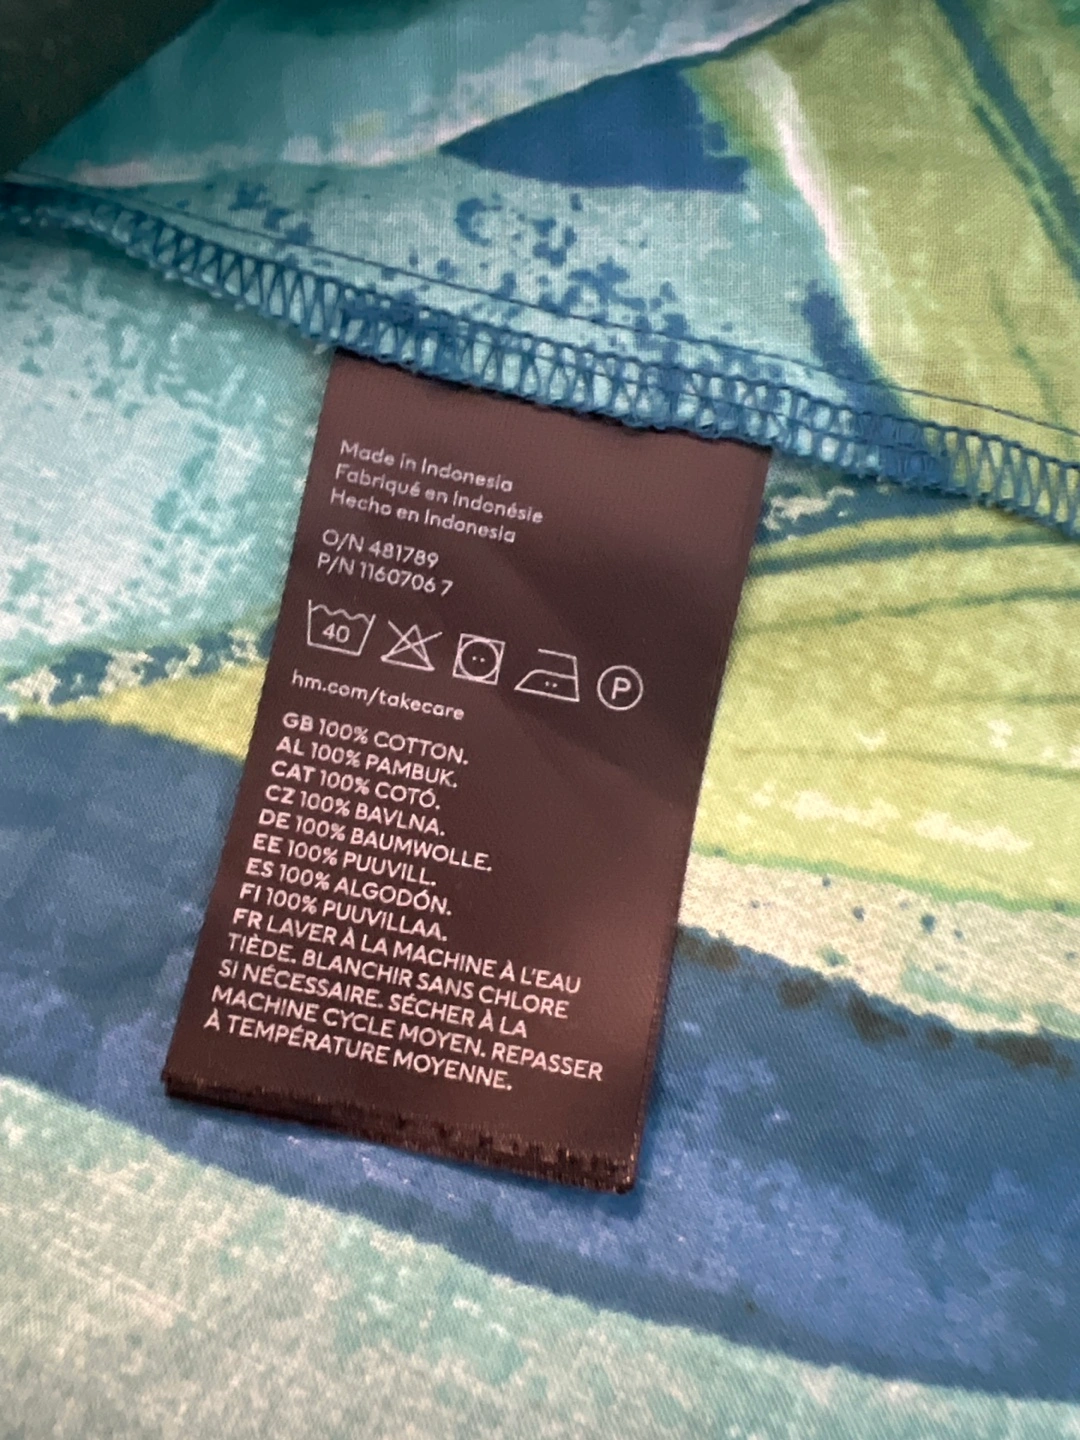 Made in Indonesia
Fabriqué en Indonésie
Hecho en Indonesia
O/N 481789
P/N 1160706 7
40 P
hm.com/takecare
GB 100% COTTON.
AL 100% PAMBUK.
CAT 100% COTÓ.
CZ 100% BAVLNA.
DE 100% BAUMWOLLE.
EE 100% PUUVILL.
ES 100% ALGODÓN.
FI 100% PUUVILLAA.
FR LAVER À LA MACHINE À L'EAU
TIÈDE. BLANCHIR SANS CHLORE
SI NÉCESSAIRE. SÉCHER À LA
MACHINE CYCLE MOYEN. REPASSER
À TEMPÉRATURE MOYENNE.